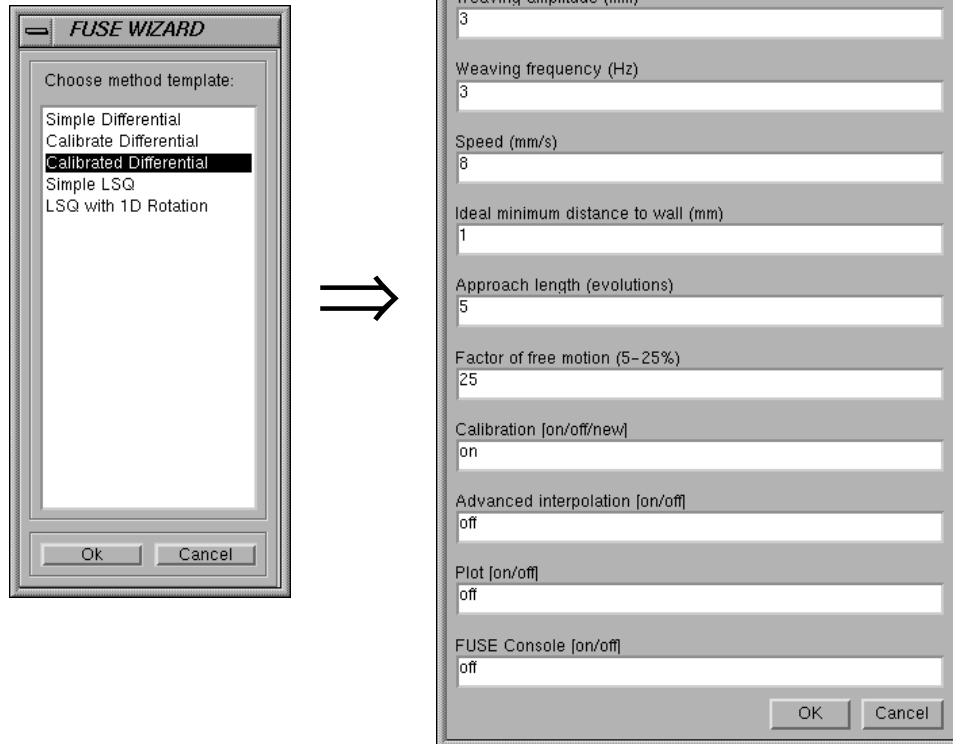 FUSE WIZARD
Choose method template:
Simple Differential
Calibrate Differential
Calibrated Differential
Simple LSQ
LSQ with 1D Rotation
Ok
Cancel
Weaving amplitude (mm)
3
Weaving frequency (Hz)
3
Speed (mm/s)
8
Ideal minimum distance to wall (mm)
1
Approach length (evolutions)
5
Factor of free motion (5-25%)
25
Calibration [on/off/new]
on
Advanced interpolation [on/off]
off
Plot [on/off]
off
FUSE Console [on/off]
off
OK
Cancel